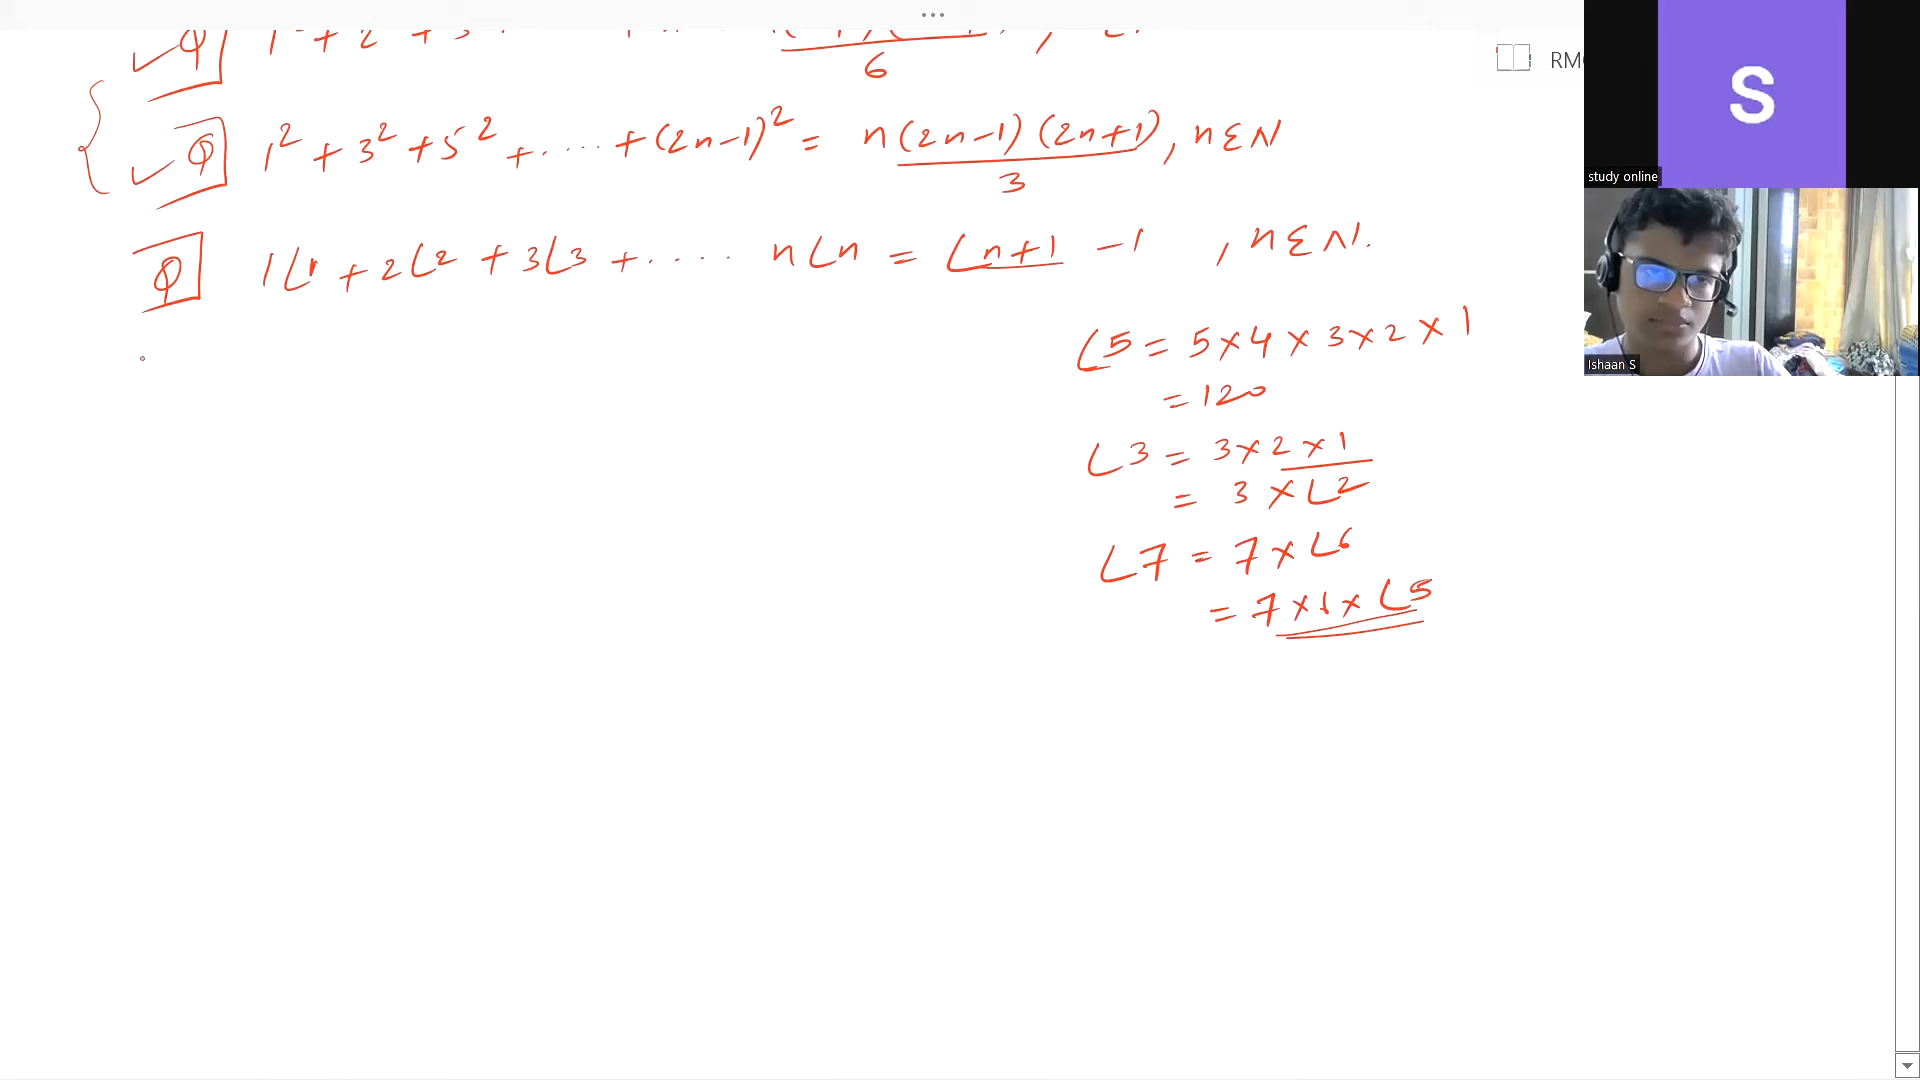 6
Q 1² + 3² + 5² + ..... + (2n-1)² = n(2n-1)(2n+1)/3, n∈N
Q 1∟1 + 2∟2 + 3∟3 + ..... n∟n = ∟n+1 - 1 , n∈N.
∟5 = 5×4×3×2×1
= 120
∟3 = 3×2×1
= 3×∟2
∟7 = 7×∟6
= 7×6×∟5
S
study online
Ishaan S